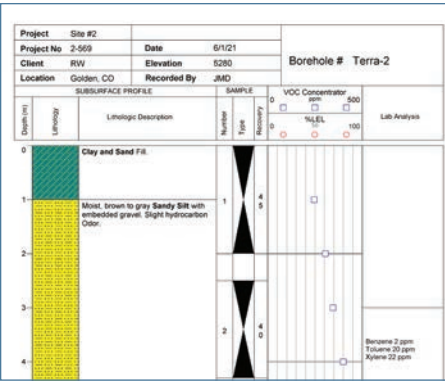 Project Site #2
Project No 2-569 Date 6/1/21
Client RW Elevation 5280 Borehole # Terra-2
Location Golden, CO Recorded By JMD
SUBSURFACE PROFILE SAMPLE
Depth (m) Lithology Lithologic Description Number Type Recovery
VOC Concentrator
0 ppm 500
%LEL
0 50 100
Lab Analysis
0 Clay and Sand Fill.
1 Moist, brown to gray Sandy Silt with
embedded gravel. Slight hydrocarbon
Odor.
1 45
2
3
2 40
Benzene 2 ppm
Toluene 20 ppm
Xylene 22 ppm
4